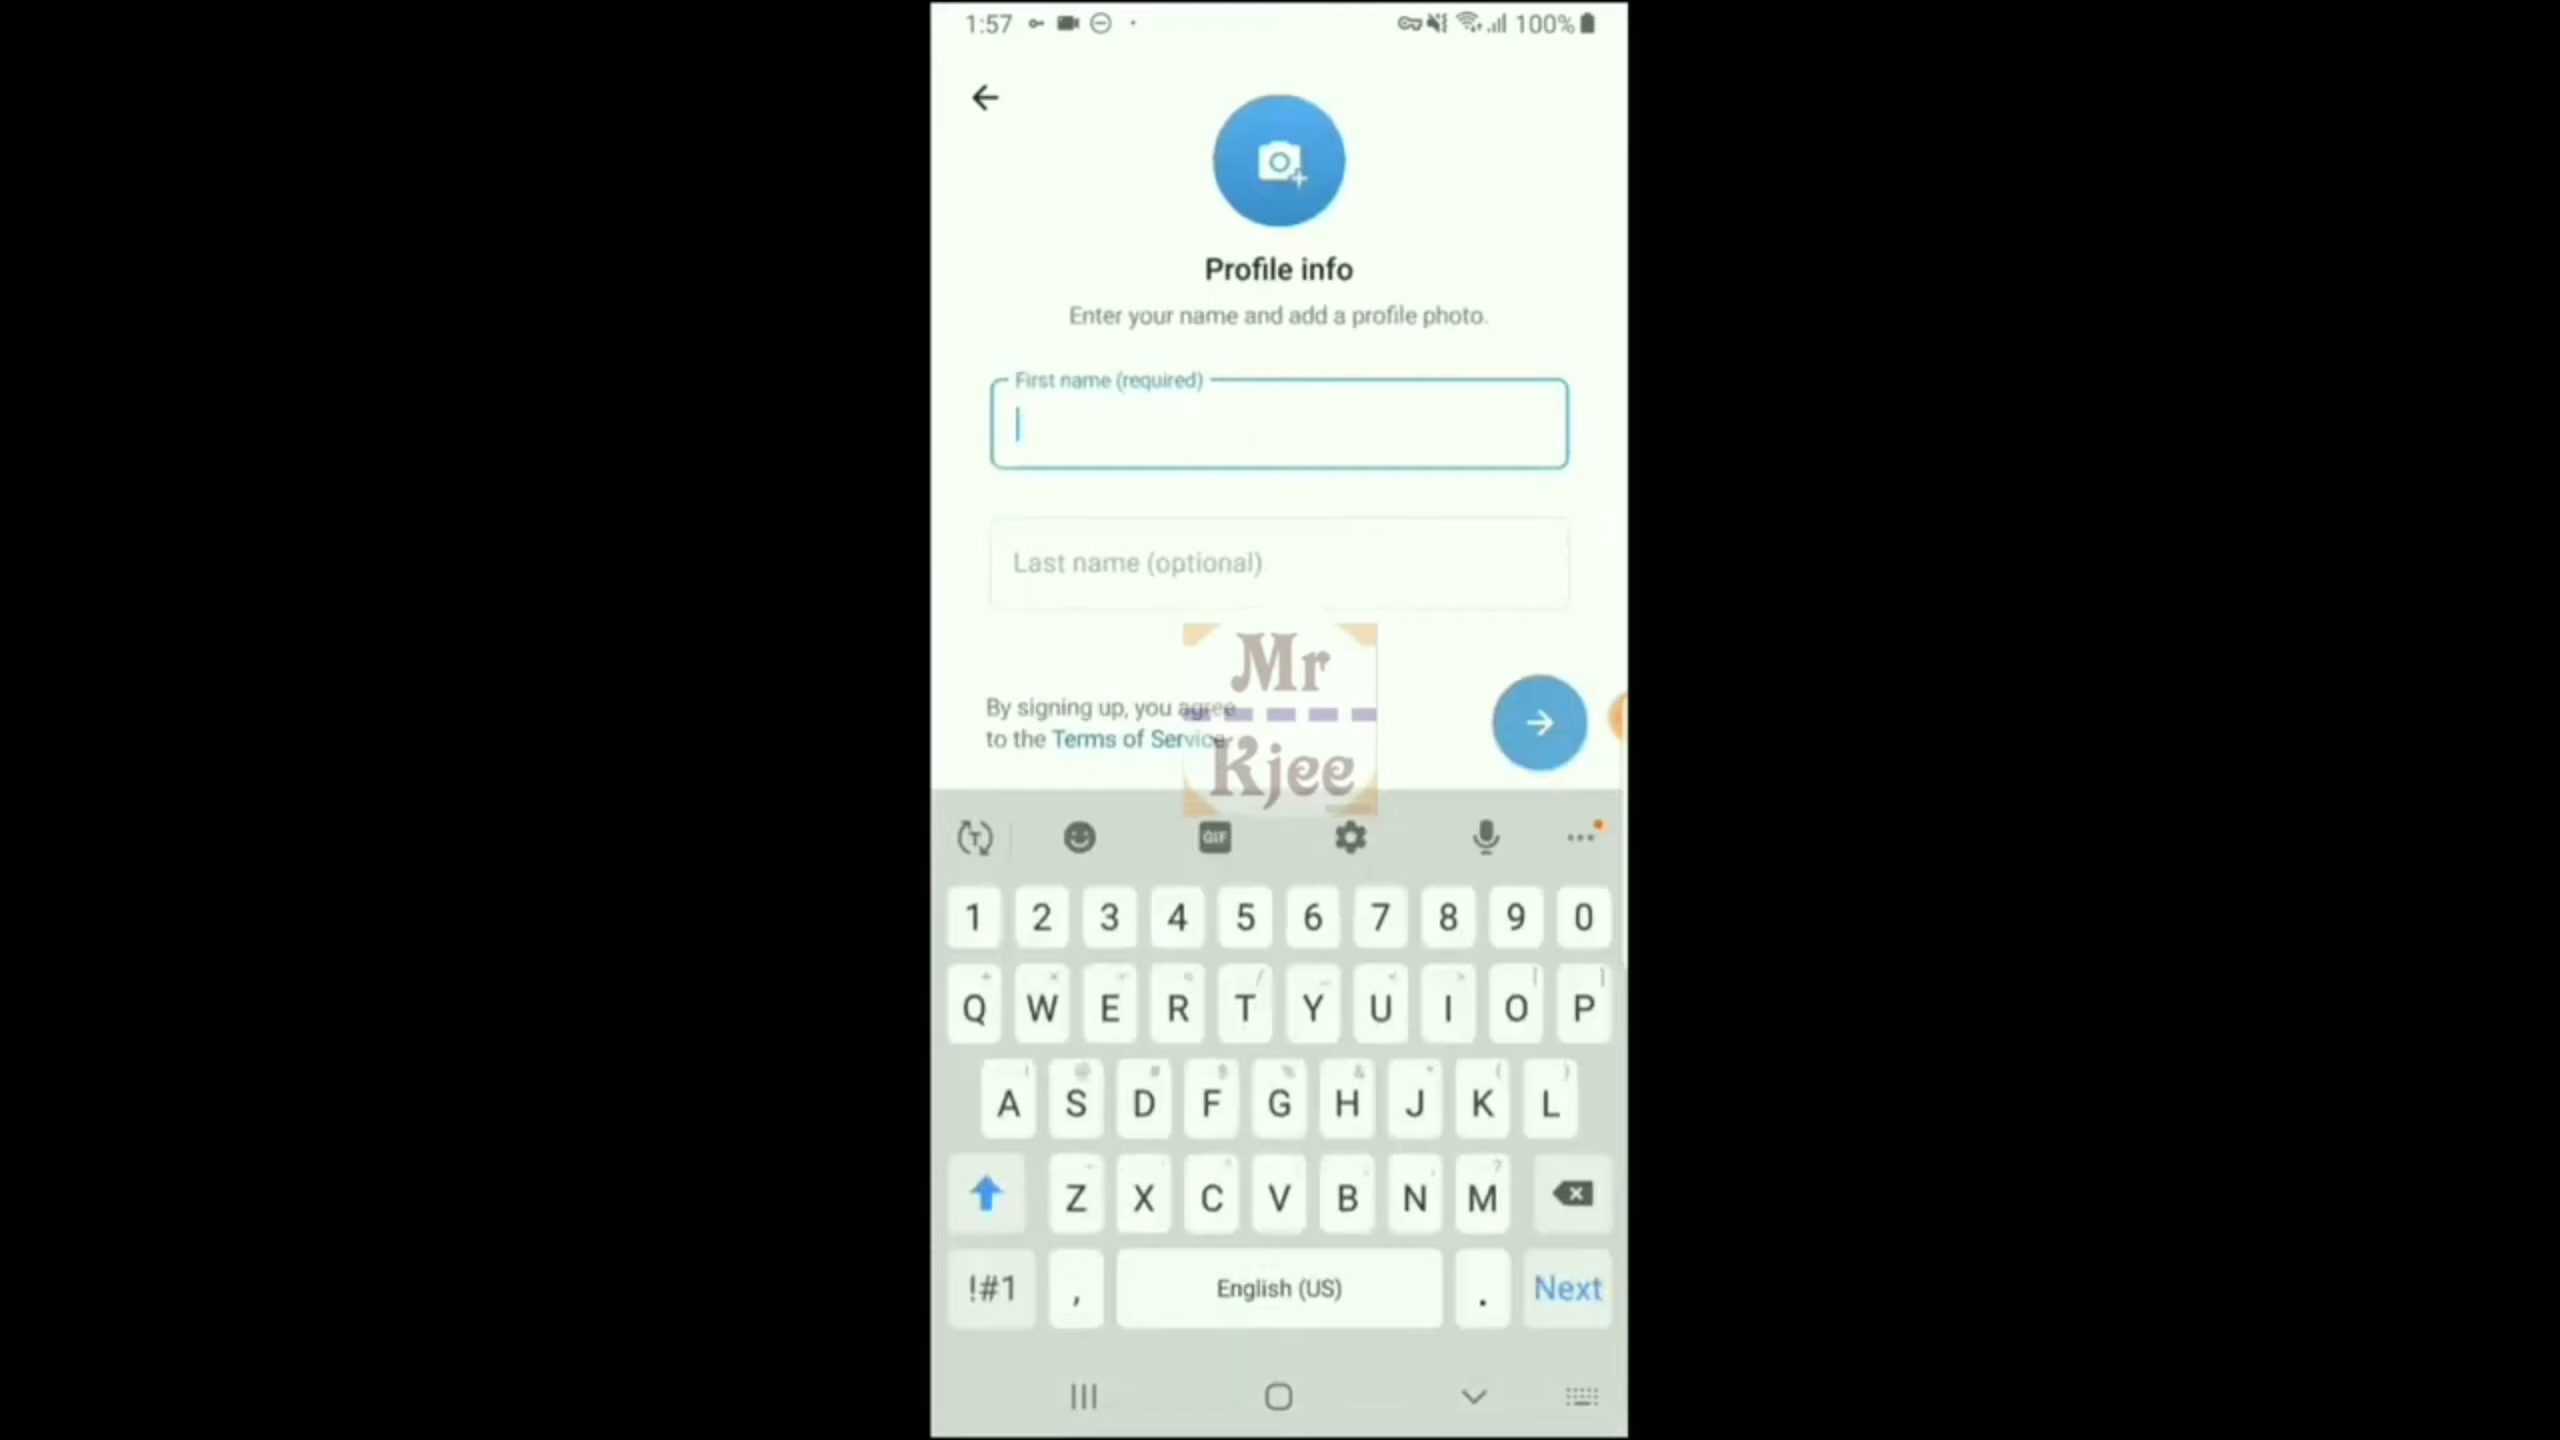 1:57 100%
Profile info
Enter your name and add a profile photo.
First name (required)
Last name (optional)
Mr
Kjee
By signing up, you agree
to the Terms of Service.
GIF
1 2 3 4 5 6 7 8 9 0
Q W E R T Y U I O P
A S D F G H J K L
Z X C V B N M
!#1 , English (US) . Next